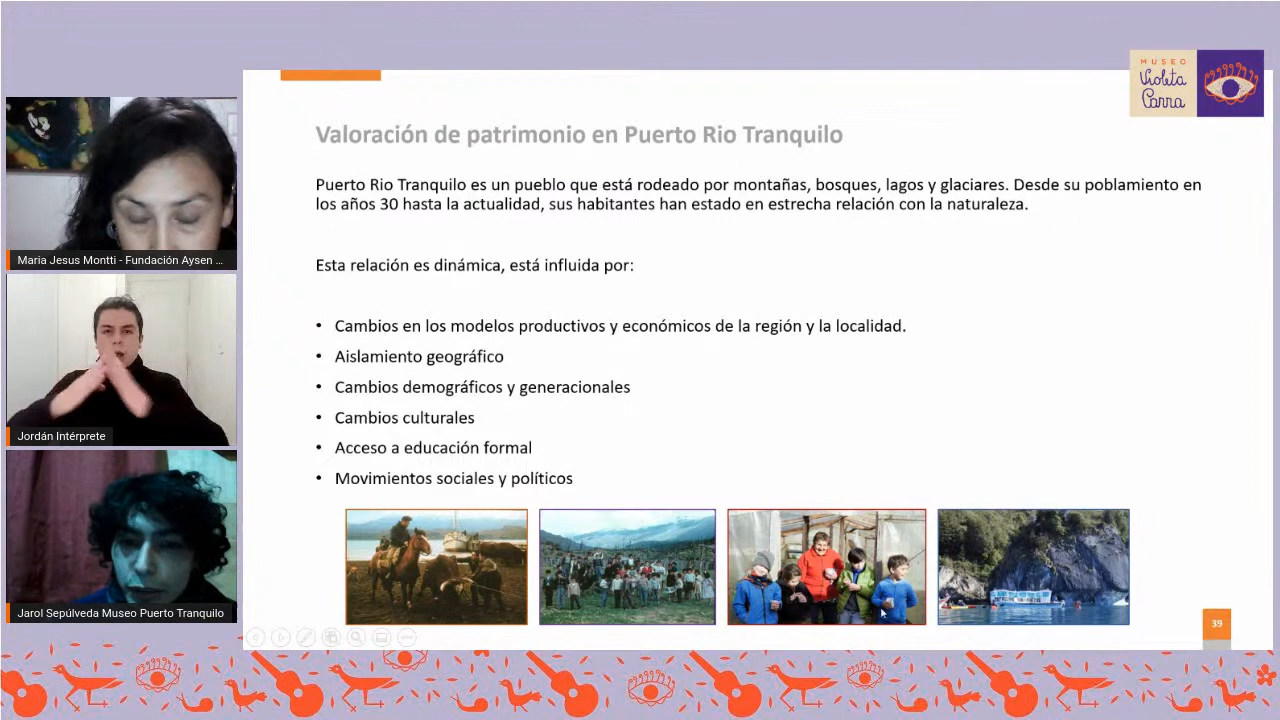 MUSEO
Violeta
Parra
Valoración de patrimonio en Puerto Rio Tranquilo
Puerto Rio Tranquilo es un pueblo que está rodeado por montañas, bosques, lagos y glaciares. Desde su poblamiento en
los años 30 hasta la actualidad, sus habitantes han estado en estrecha relación con la naturaleza.
Esta relación es dinámica, está influida por:
• Cambios en los modelos productivos y económicos de la región y la localidad.
• Aislamiento geográfico
• Cambios demográficos y generacionales
• Cambios culturales
• Acceso a educación formal
• Movimientos sociales y políticos
39
Maria Jesus Montti - Fundación Aysen ...
Jordán Intérprete
Jarol Sepúlveda Museo Puerto Tranquilo